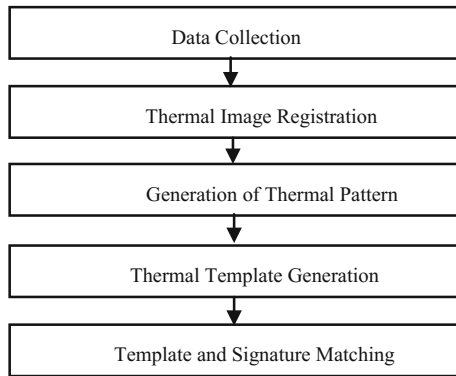 Data Collection
Thermal Image Registration
Generation of Thermal Pattern
Thermal Template Generation
Template and Signature Matching